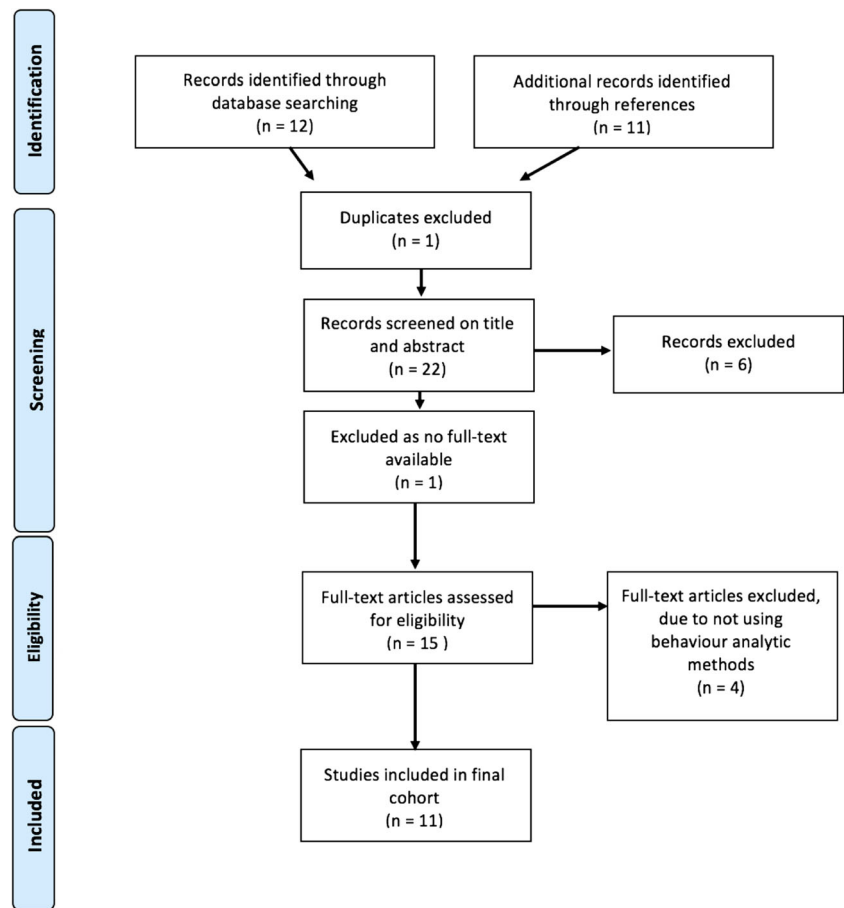 Identification
Records identified through
database searching
(n = 12)
Additional records identified
through references
(n = 11)
Screening
Duplicates excluded
(n = 1)
Records screened on title
and abstract
(n = 22)
Records excluded
(n = 6)
Excluded as no full-text
available
(n = 1)
Eligibility
Full-text articles assessed
for eligibility
(n = 15 )
Full-text articles excluded,
due to not using
behaviour analytic
methods
(n = 4)
Included
Studies included in final
cohort
(n = 11)